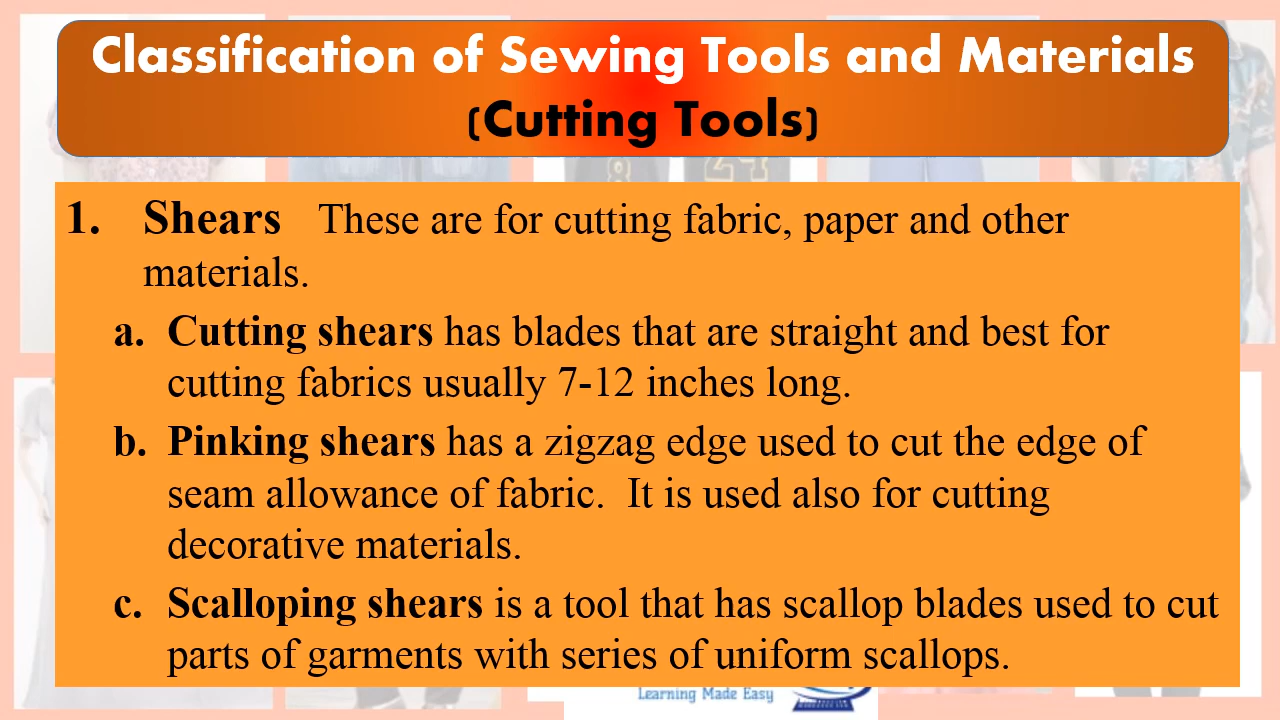 Classification of Sewing Tools and Materials
(Cutting Tools)
8 24
1. Shears These are for cutting fabric, paper and other
materials.
a. Cutting shears has blades that are straight and best for
cutting fabrics usually 7-12 inches long.
b. Pinking shears has a zigzag edge used to cut the edge of
seam allowance of fabric. It is used also for cutting
decorative materials.
c. Scalloping shears is a tool that has scallop blades used to cut
parts of garments with series of uniform scallops.
Learning Made Easy